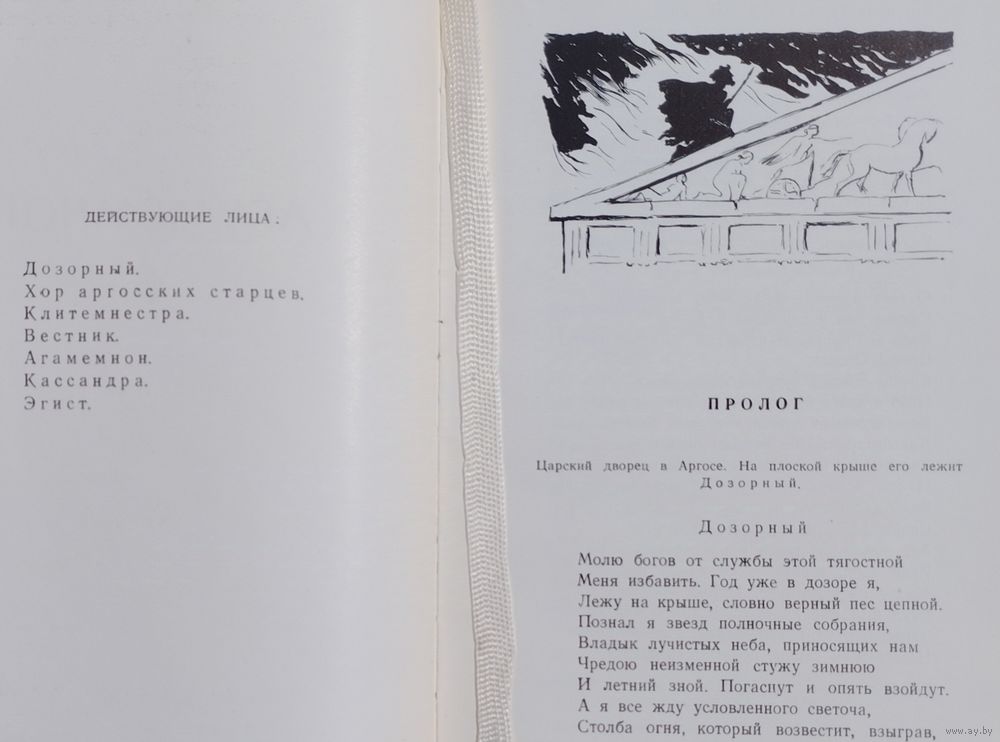 ДЕЙСТВУЮЩИЕ ЛИЦА:
Дозорный.
Хор аргосских старцев.
Клитемнестра.
Вестник.
Агамемнон.
Кассандра.
Эгист.
ПРОЛОГ
Царский дворец в Аргосе. На плоской крыше его лежит
Дозорный.
Дозорный
Молю богов от службы этой тягостной
Меня избавить. Год уже в дозоре я,
Лежу на крыше, словно верный пес цепной.
Познал я звезд полночные собрания,
Владык лучистых неба, приносящих нам
Чредою неизменной стужу зимнюю
И летний зной. Погаснут и опять взойдут.
А я все жду условленного светоча,
Столба огня, который возвестит, взыграв,
www.ay.by